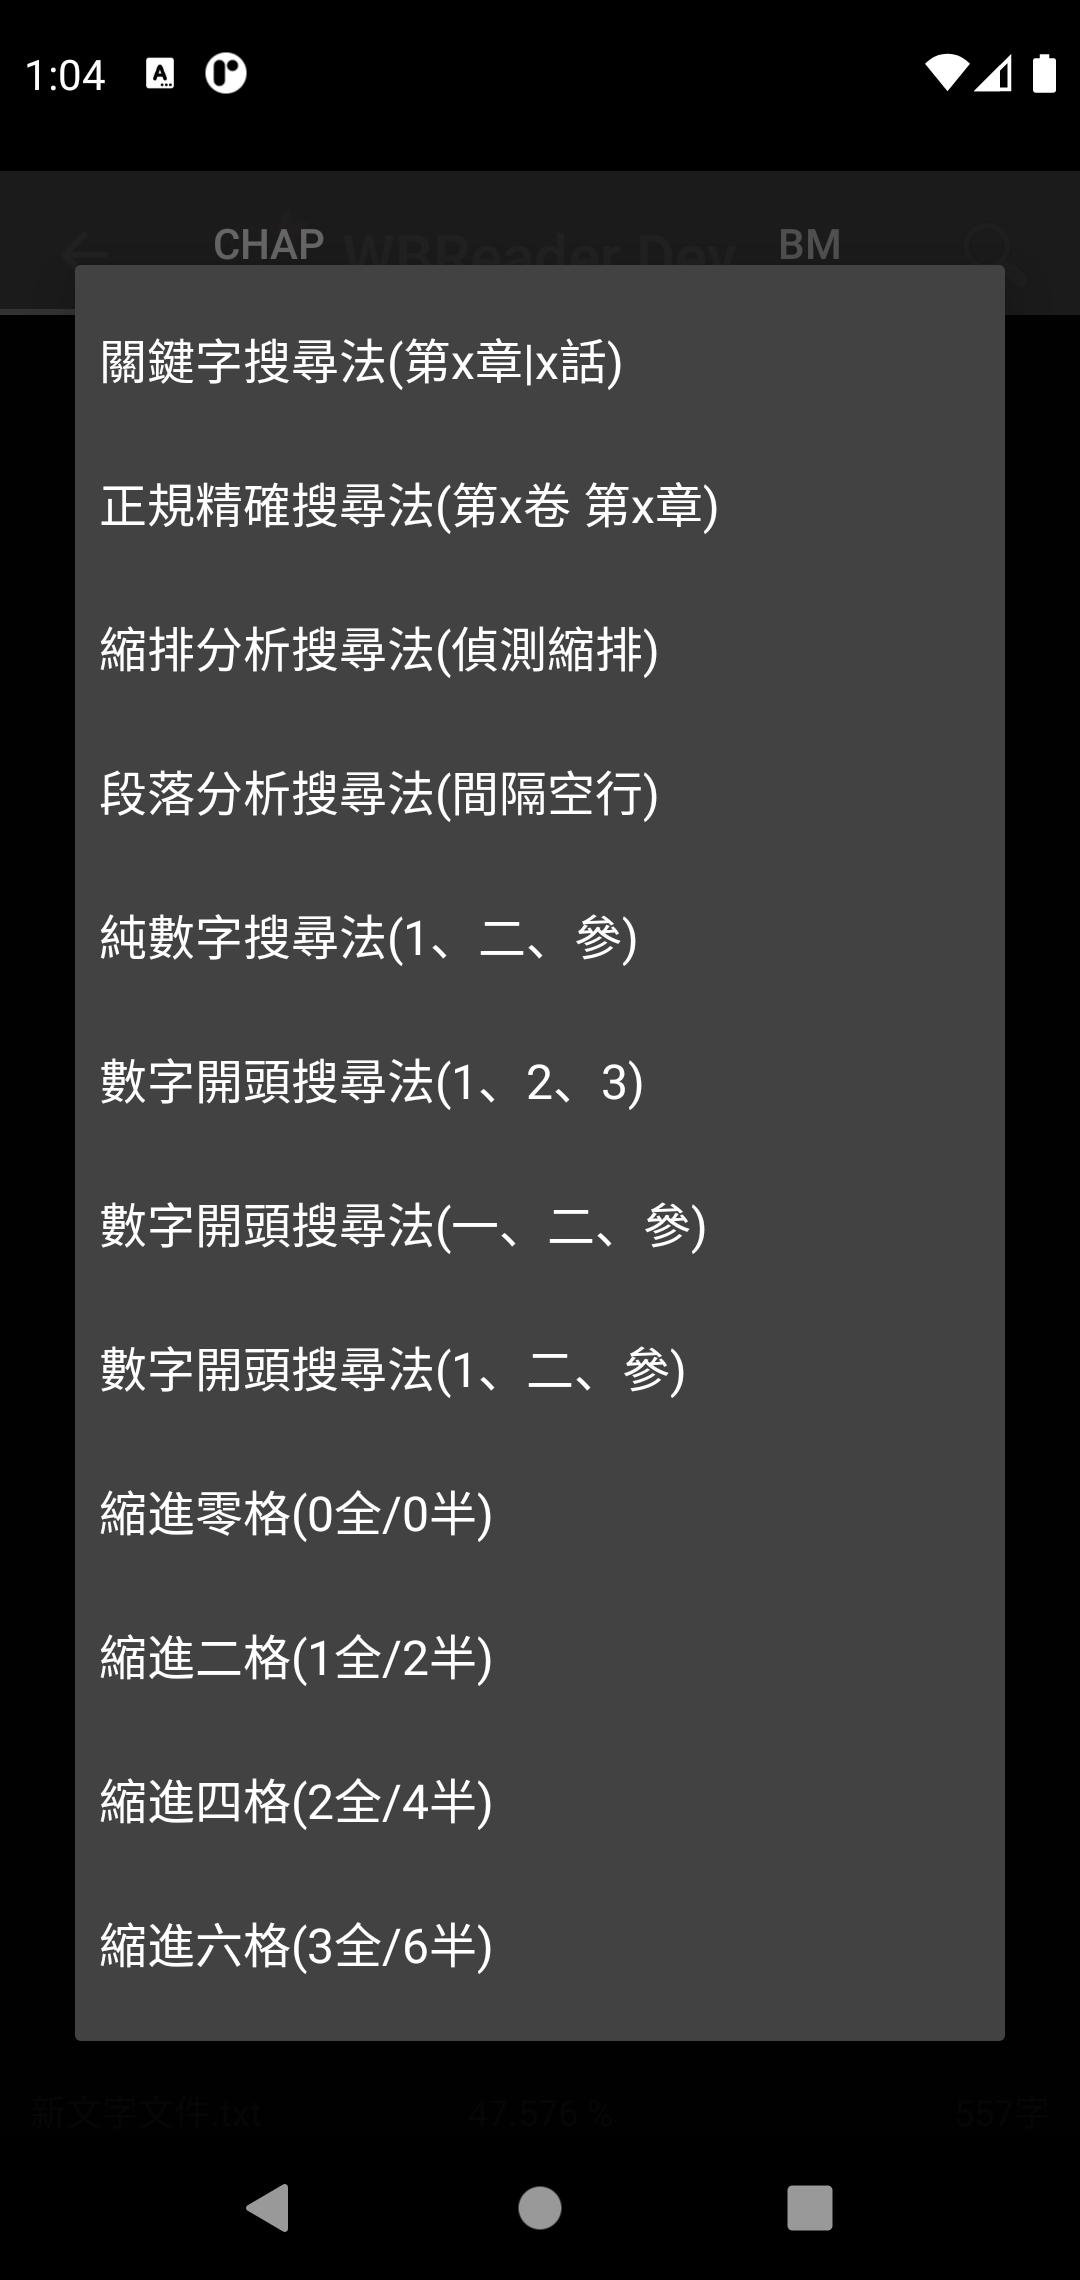 1:04
CHAP
WBReader Dev
BM
關鍵字搜尋法(第x章|x話)
正規精確搜尋法(第x卷 第x章)
縮排分析搜尋法(偵測縮排)
段落分析搜尋法(間隔空行)
純數字搜尋法(1、二、參)
數字開頭搜尋法(1、2、3)
數字開頭搜尋法(一、二、參)
數字開頭搜尋法(1、二、參)
縮進零格(0全/0半)
縮進二格(1全/2半)
縮進四格(2全/4半)
縮進六格(3全/6半)
新文字文件.txt
47.576 %
557字